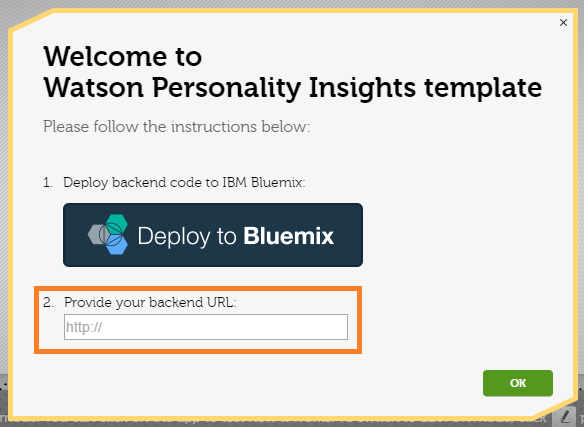 ×
Welcome to
Watson Personality Insights template
Please follow the instructions below:
1. Deploy backend code to IBM Bluemix:
Deploy to Bluemix
2. Provide your backend URL:
http://
OK